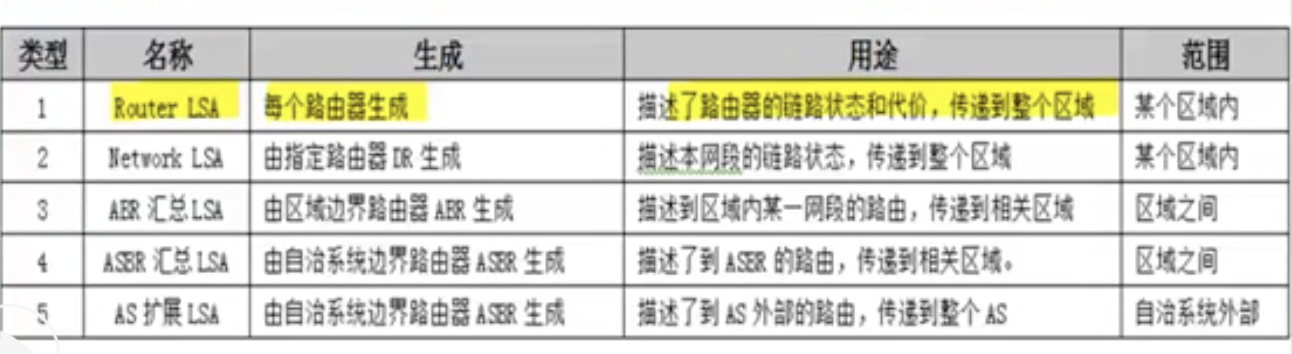 类型 名称 生成 用途 范围
1 Router LSA 每个路由器生成 描述了路由器的链路状态和代价，传递到整个区域 某个区域内
2 Network LSA 由指定路由器 DR 生成 描述本网段的链路状态，传递到整个区域 某个区域内
3 ABR 汇总 LSA 由区域边界路由器 ABR 生成 描述到区域内某一网段的路由，传递到相关区域 区域之间
4 ASBR 汇总 LSA 由自治系统边界路由器 ASBR 生成 描述了到 ASBR 的路由，传递到相关区域。 区域之间
5 AS 扩展 LSA 由自治系统边界路由器 ASBR 生成 描述了到 AS 外部的路由，传递到整个 AS 自治系统外部